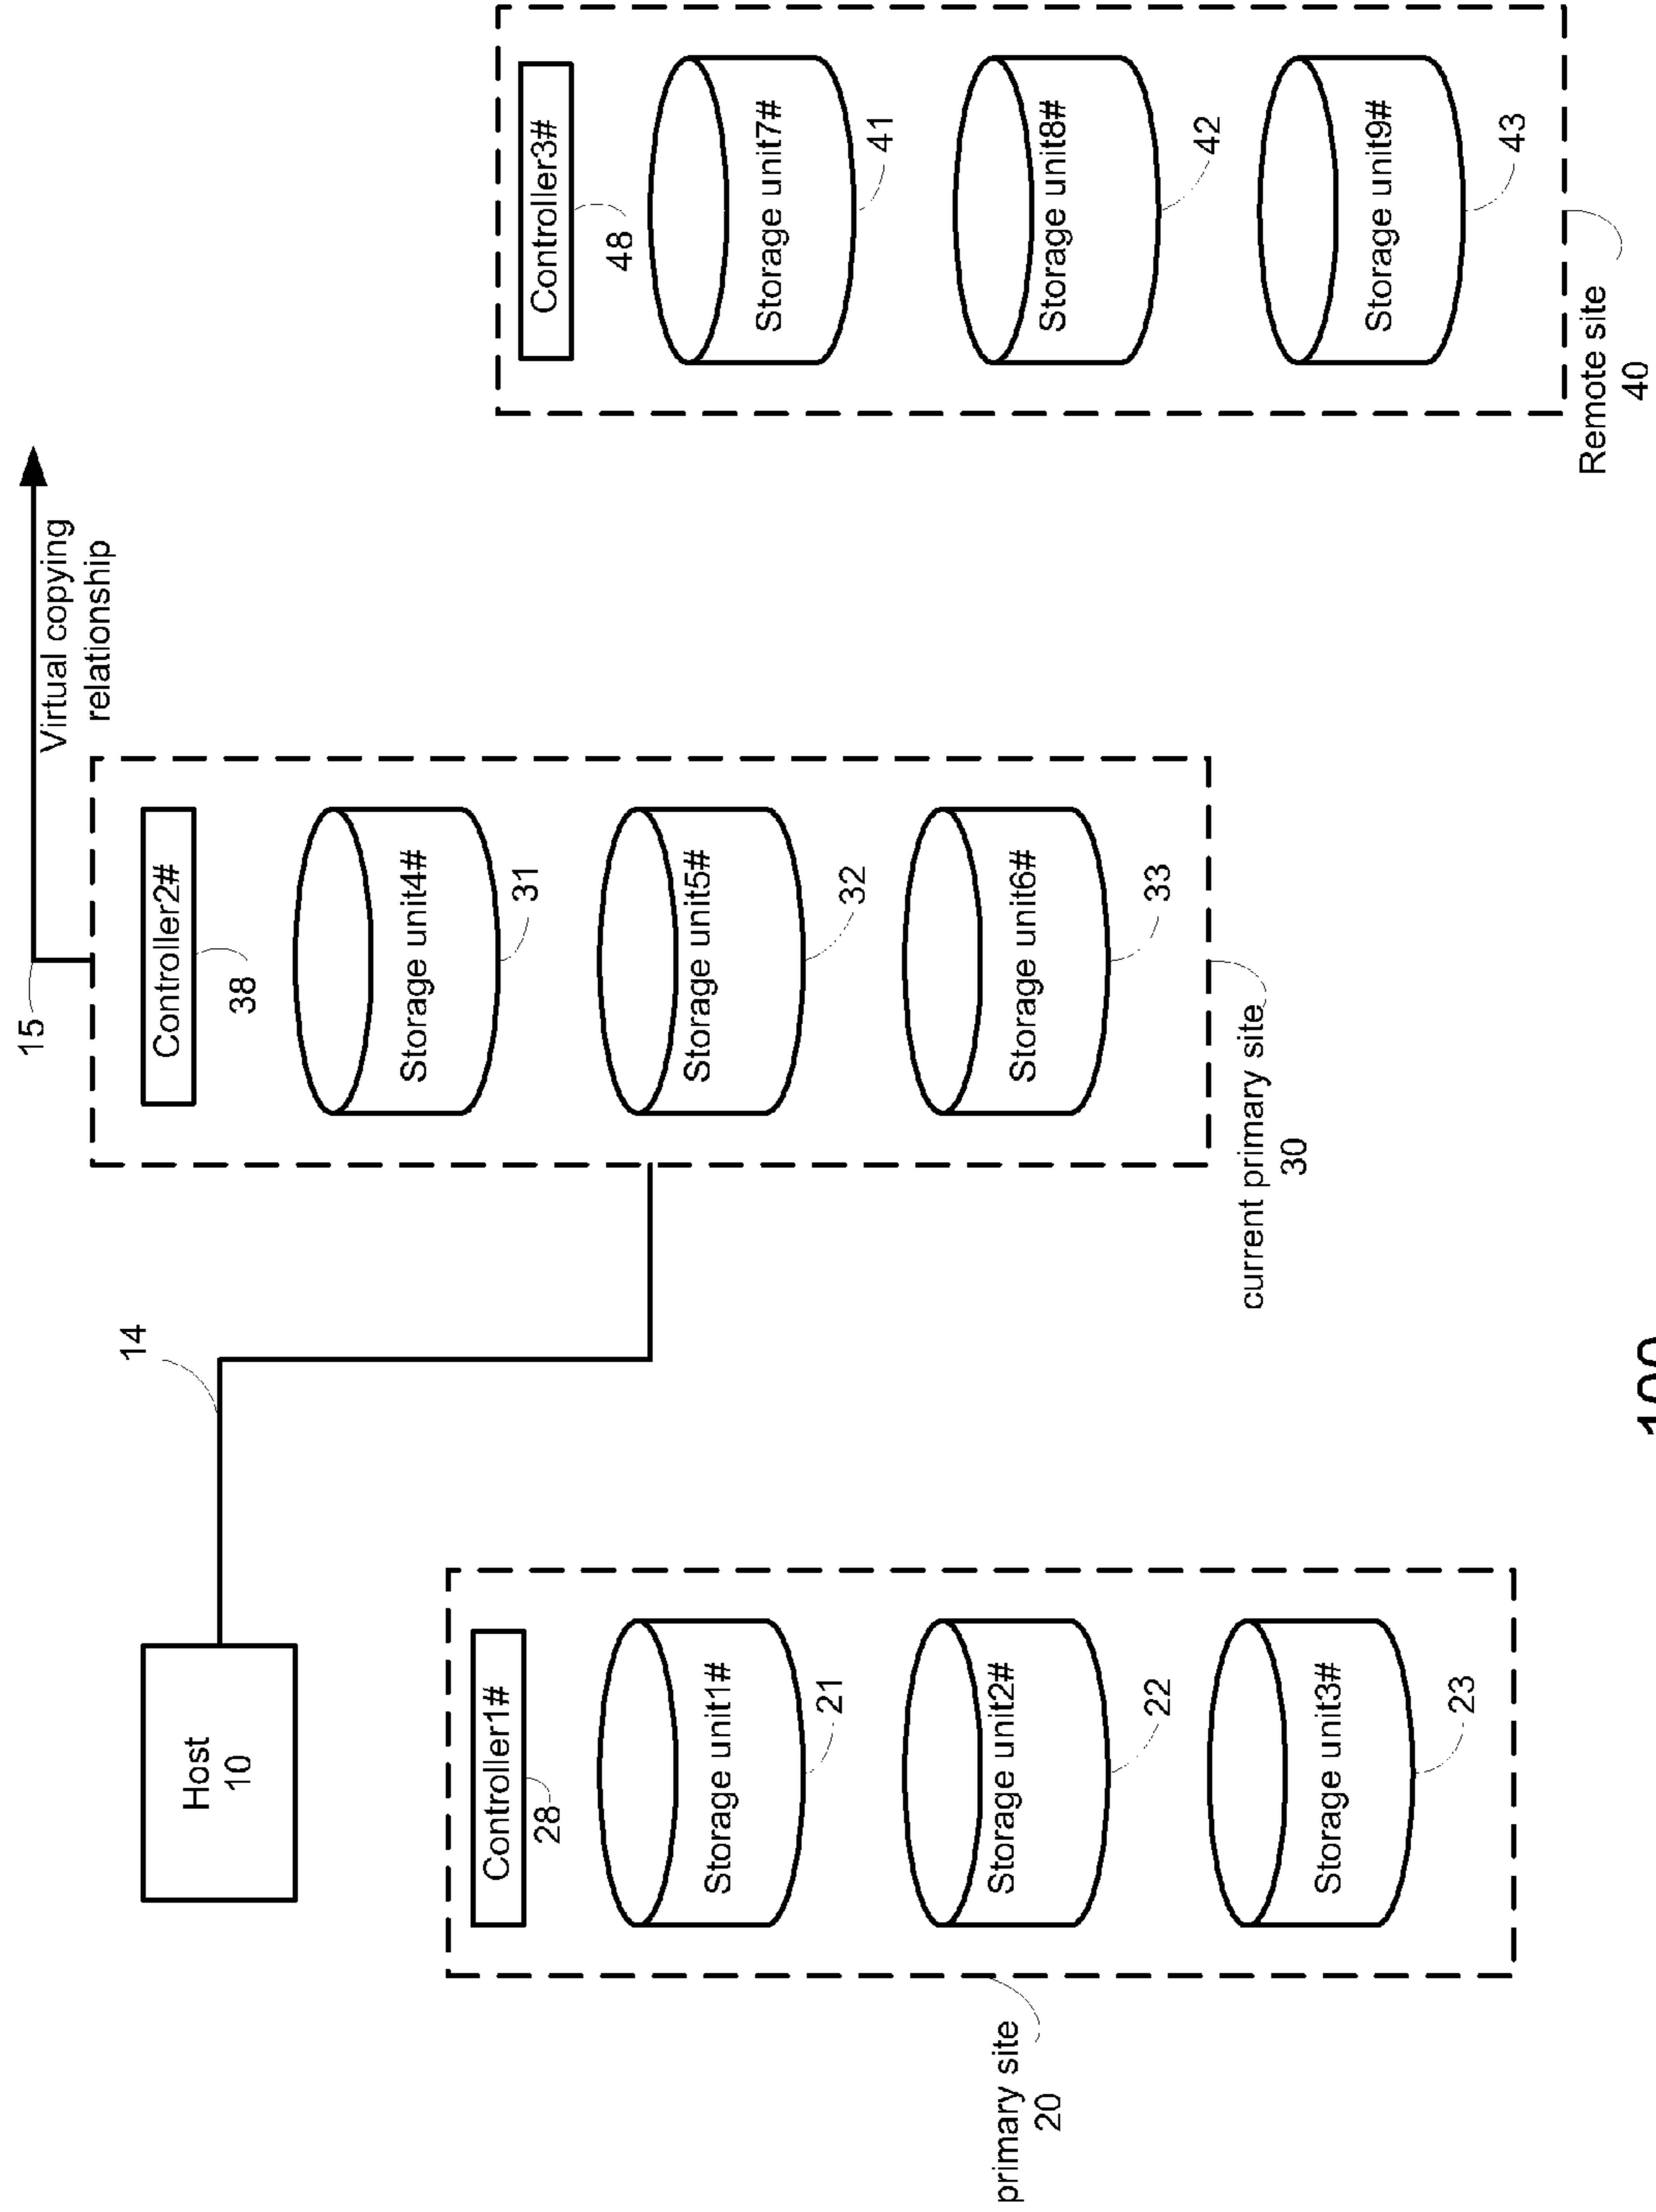 Host
10
14
15
Virtual copying
relationship
Controller1#
28
Storage unit1#
21
Storage unit2#
22
Storage unit3#
23
primary site
20
Controller2#
38
Storage unit4#
31
Storage unit5#
32
Storage unit6#
33
current primary site
30
Controller3#
48
Storage unit7#
41
Storage unit8#
42
Storage unit9#
43
Remote site
40